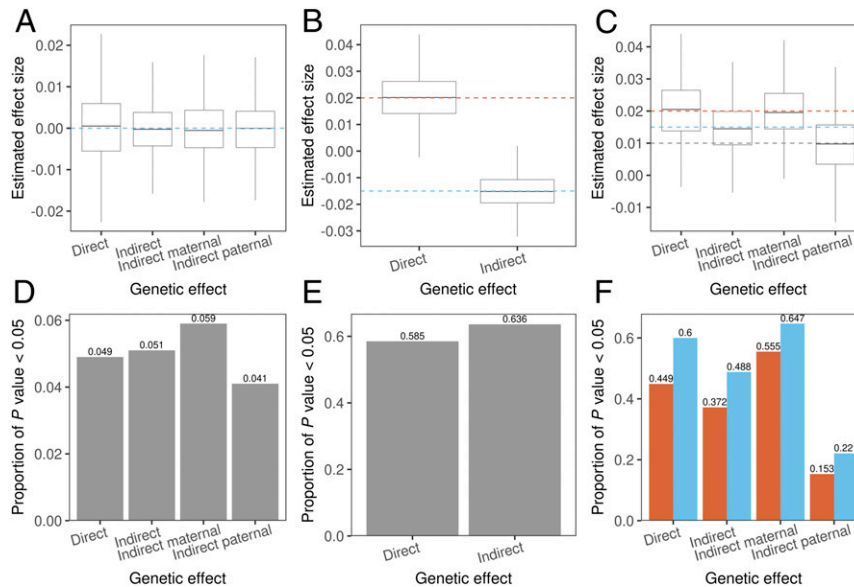 A
Estimated effect size
0.02
0.01
0.00
-0.01
-0.02
Direct
Indirect
Indirect maternal
Indirect paternal
Genetic effect
B
Estimated effect size
0.04
0.03
0.02
0.01
0.00
-0.01
-0.02
-0.03
Direct
Indirect
Genetic effect
C
Estimated effect size
0.04
0.03
0.02
0.01
0.00
-0.01
Direct
Indirect
Indirect maternal
Indirect paternal
Genetic effect
D
Proportion of P value < 0.05
0.06
0.04
0.02
0.00
0.049
0.051
0.059
0.041
Direct
Indirect
Indirect maternal
Indirect paternal
Genetic effect
E
Proportion of P value < 0.05
0.6
0.4
0.2
0.0
0.585
0.636
Direct
Indirect
Genetic effect
F
Proportion of P value < 0.05
0.6
0.4
0.2
0.0
0.449
0.6
0.372
0.488
0.555
0.647
0.153
0.22
Direct
Indirect
Indirect maternal
Indirect paternal
Genetic effect